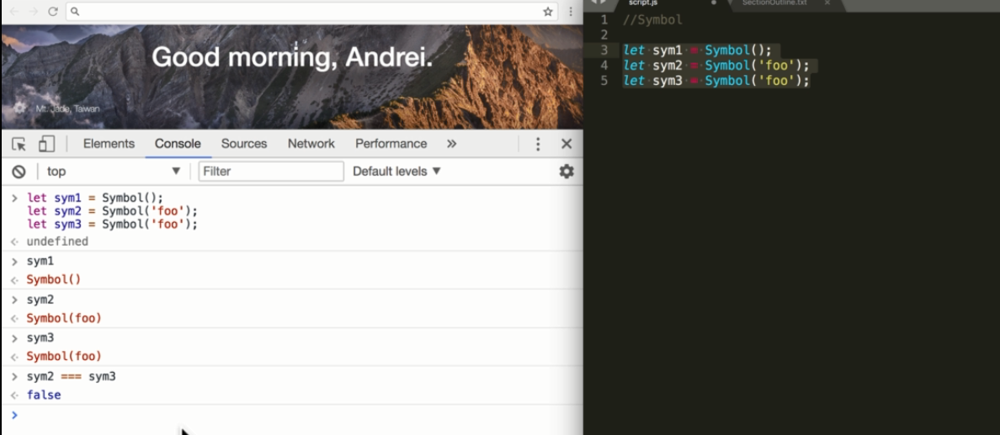 Good morning, Andrei.
Mt. Jade, Taiwan
Elements Console Sources Network Performance »
top ▼ Filter Default levels ▼
> let sym1 = Symbol();
let sym2 = Symbol('foo');
let sym3 = Symbol('foo');
<· undefined
> sym1
<· Symbol()
> sym2
<· Symbol(foo)
> sym3
<· Symbol(foo)
> sym2 === sym3
<· false
>
script.js SectionOutline.txt ×
1 //Symbol
2
3 let sym1 = Symbol();
4 let sym2 = Symbol('foo');
5 let sym3 = Symbol('foo');